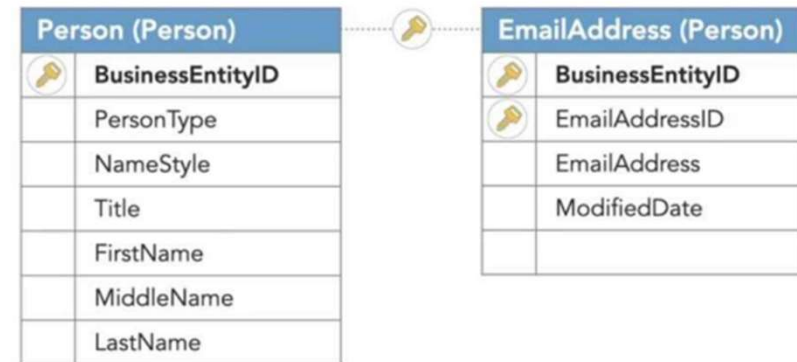 Person (Person)
BusinessEntityID
PersonType
NameStyle
Title
FirstName
MiddleName
LastName
EmailAddress (Person)
BusinessEntityID
EmailAddressID
EmailAddress
ModifiedDate